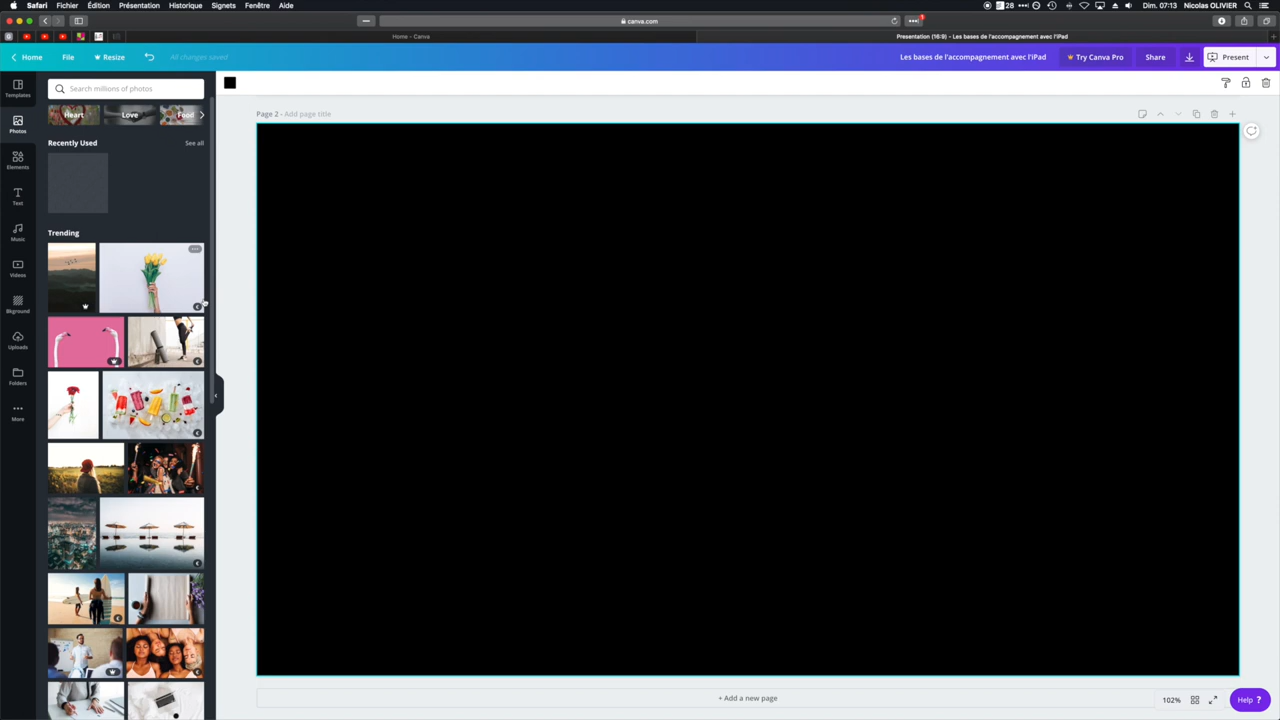 Safari Fichier Édition Présentation Historique Signets Fenêtre Aide
28 Dim. 07:13 Nicolas OLIVIER
canva.com
Home - Canva
Presentation (16:9) - Les bases de l'accompagnement avec l'iPad
Home
File
Resize
All changes saved
Les bases de l'accompagnement avec l'iPad
Try Canva Pro
Share
Present
Templates
Photos
Elements
Text
Music
Videos
Bkground
Uploads
Folders
More
Search millions of photos
Heart
Love
Food
Recently Used
See all
Trending
Page 2 - Add page title
+ Add a new page
102%
Help ?